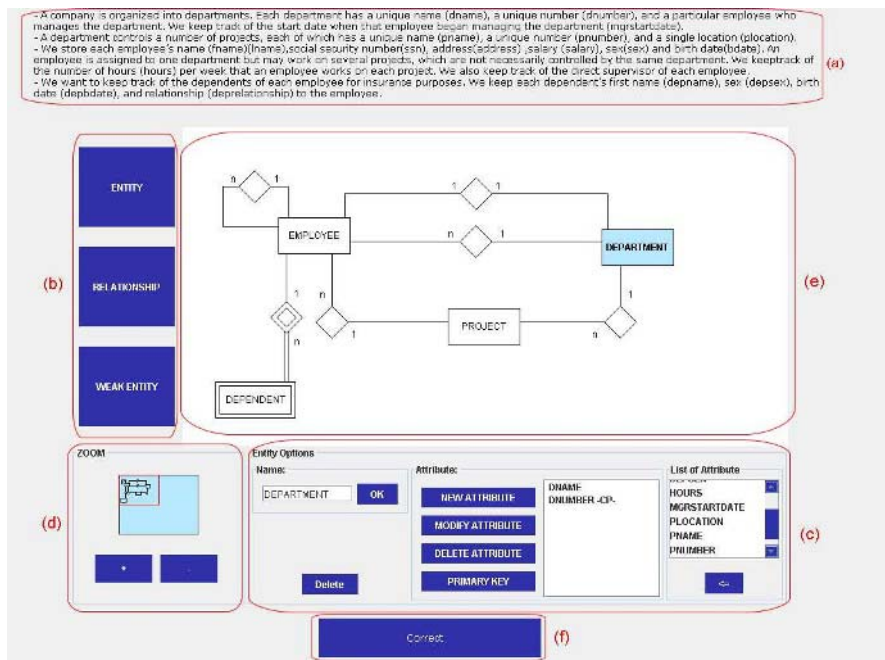 - A company is organized into departments. Each department has a unique name (dname), a unique number (dnumber), and a particular employee who
manages the department. We keep track of the start date when that employee began managing the department (mgrstartdate).
- A department controls a number of projects, each of which has a unique name (pname), a unique number (pnumber), and a single location (plocation).
- We store each employee's name (fname)(lname),social security number(ssn), address(address) ,salary (salary), sex(sex) and birth date(bdate). An
employee is assigned to one department but may work on several projects, which are not necessarily controlled by the same department. We keeptrack of
the number of hours (hours) per week that an employee works on each project. We also keep track of the direct supervisor of each employee.
- We want to keep track of the dependents of each employee for insurance purposes. We keep each dependent's first name (depname), sex (depsex), birth
date (depbdate), and relationship (deprelationship) to the employee.
(a)
ENTITY
RELATIONSHIP
WEAK ENTITY
(b)
n 1
1 1
EMPLOYEE
n 1
DEPARTMENT
(e)
1
n
1
n
1
PROJECT
n
1
DEPENDENT
ZOOM
+ -
(d)
Entity Options
Name:
DEPARTMENT OK
Delete
Attribute:
NEW ATTRIBUTE
MODIFY ATTRIBUTE
DELETE ATTRIBUTE
PRIMARY KEY
DNAME
DNUMBER -CP-
List of Attribute
HOURS
MGRSTARTDATE
PLOCATION
PNAME
PNUMBER
<-
(c)
Correct
(f)